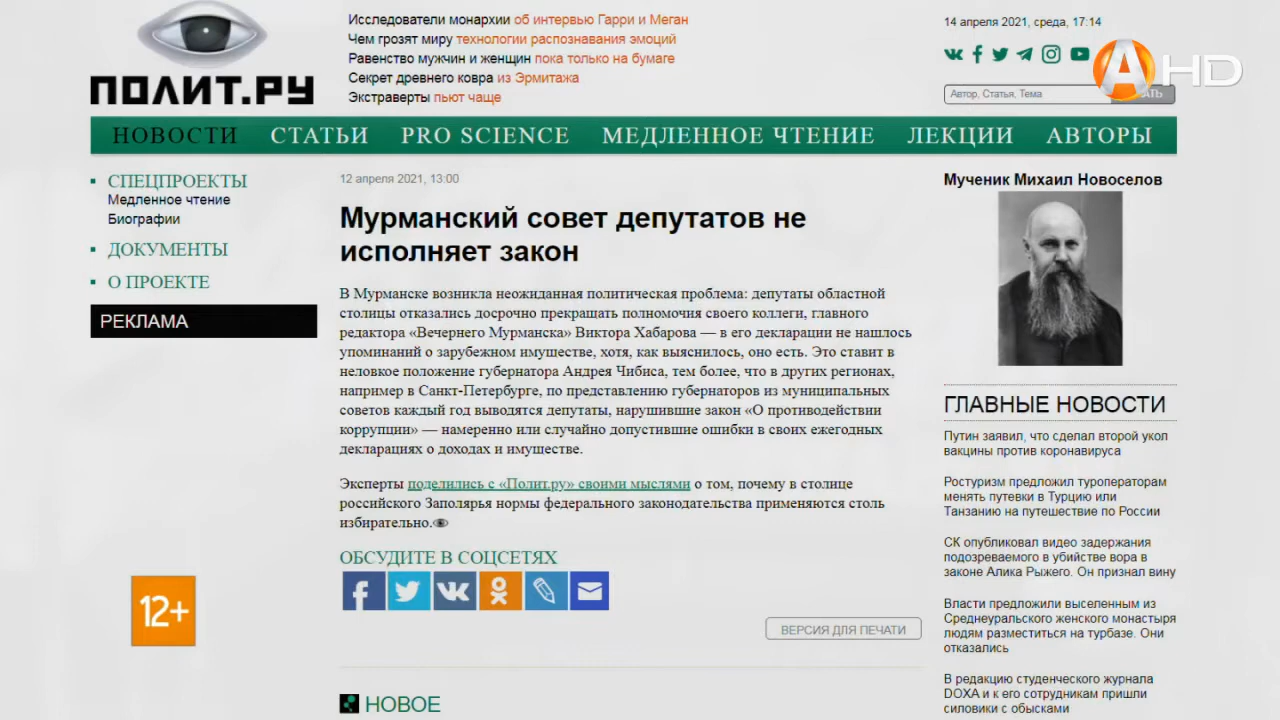 ПОЛИТ.РУ
Исследователи монархии об интервью Гарри и Меган
Чем грозят миру технологии распознавания эмоций
Равенство мужчин и женщин пока только на бумаге
Секрет древнего ковра из Эрмитажа
Экстраверты пьют чаще
14 апреля 2021, среда, 17:14
Автор, Статья, Тема
АТЬ
A HD
НОВОСТИ СТАТЬИ PRO SCIENCE МЕДЛЕННОЕ ЧТЕНИЕ ЛЕКЦИИ АВТОРЫ
СПЕЦПРОЕКТЫ
Медленное чтение
Биографии
ДОКУМЕНТЫ
О ПРОЕКТЕ
РЕКЛАМА
12+
12 апреля 2021, 13:00
Мурманский совет депутатов не
исполняет закон
В Мурманске возникла неожиданная политическая проблема: депутаты областной
столицы отказались досрочно прекращать полномочия своего коллеги, главного
редактора «Вечернего Мурманска» Виктора Хабарова — в его декларации не нашлось
упоминаний о зарубежном имуществе, хотя, как выяснилось, оно есть. Это ставит в
неловкое положение губернатора Андрея Чибиса, тем более, что в других регионах,
например в Санкт-Петербурге, по представлению губернаторов из муниципальных
советов каждый год выводятся депутаты, нарушившие закон «О противодействии
коррупции» — намеренно или случайно допустившие ошибки в своих ежегодных
декларациях о доходах и имуществе.
Эксперты поделились с «Полит.ру» своими мыслями о том, почему в столице
российского Заполярья нормы федерального законодательства применяются столь
избирательно.
ОБСУДИТЕ В СОЦСЕТЯХ
ВЕРСИЯ ДЛЯ ПЕЧАТИ
НОВОЕ
Мученик Михаил Новоселов
ГЛАВНЫЕ НОВОСТИ
Путин заявил, что сделал второй укол
вакцины против коронавируса
Ростуризм предложил туроператорам
менять путевки в Турцию или
Танзанию на путешествие по России
СК опубликовал видео задержания
подозреваемого в убийстве вора в
законе Алика Рыжего. Он признал вину
Власти предложили выселенным из
Среднеуральского женского монастыря
людям разместиться на турбазе. Они
отказались
В редакцию студенческого журнала
DOXA и к его сотрудникам пришли
силовики с обысками